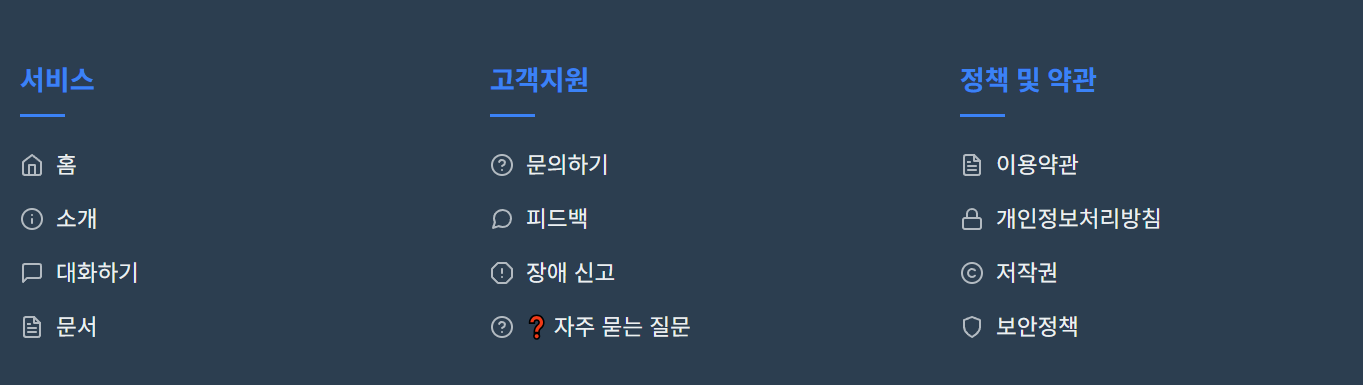 서비스
홈
소개
대화하기
문서
고객지원
문의하기
피드백
장애 신고
❓ 자주 묻는 질문
정책 및 약관
이용약관
개인정보처리방침
저작권
보안정책